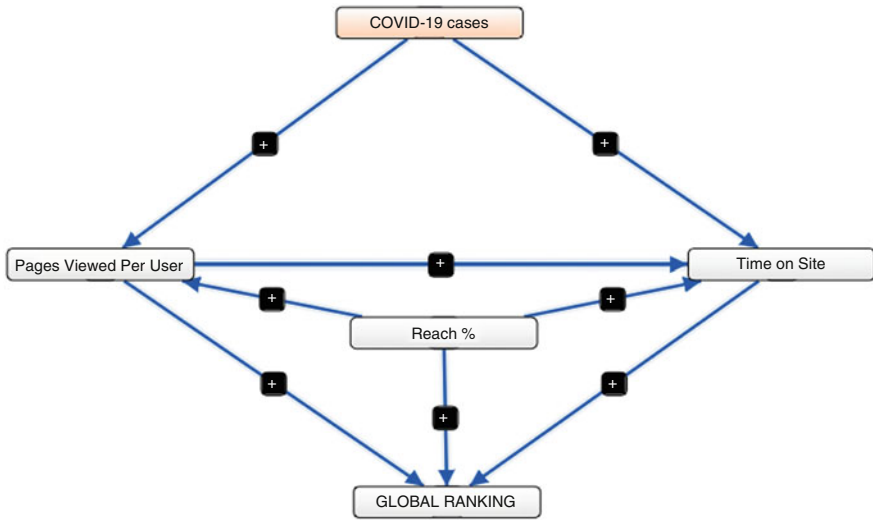 COVID-19 cases
+
+
Pages Viewed Per User
+
Time on Site
+
+
Reach %
+
+
+
GLOBAL RANKING